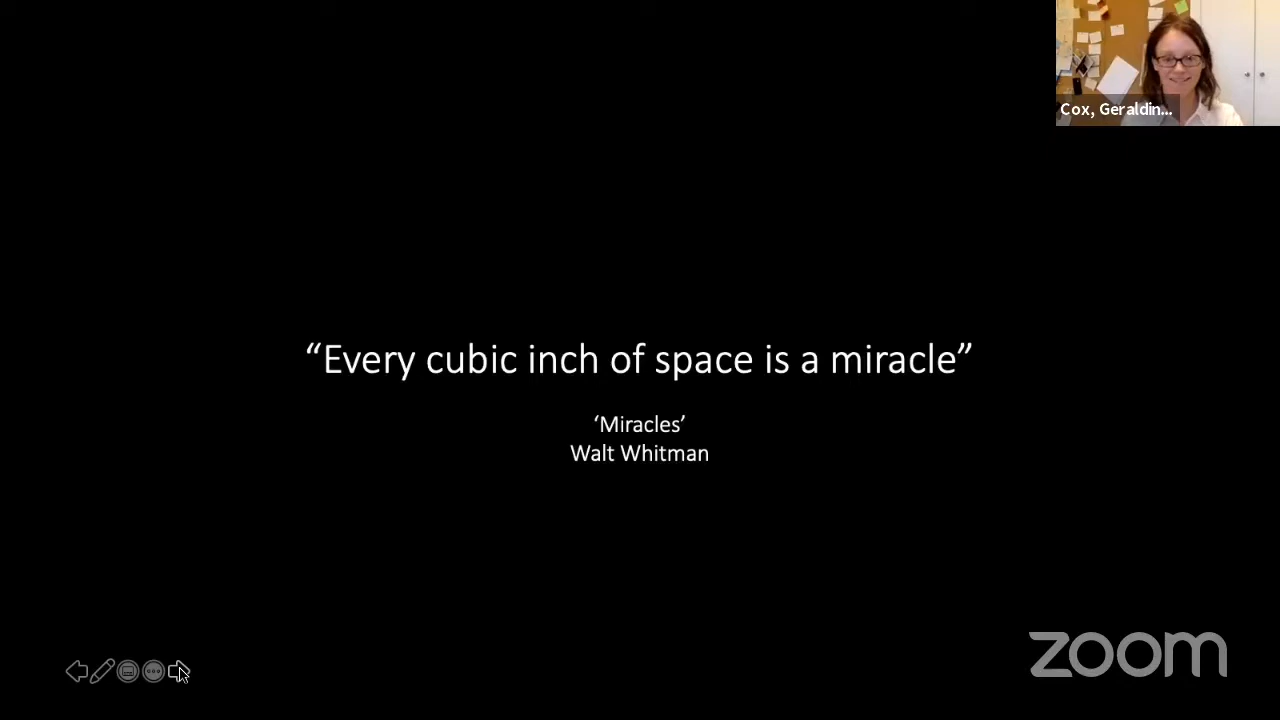 Cox, Geraldin...
“Every cubic inch of space is a miracle”
‘Miracles’
Walt Whitman
zoom